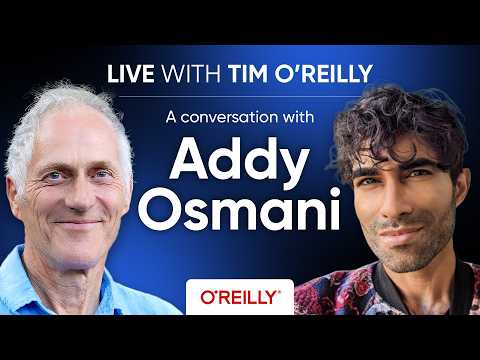 LIVE WITH TIM O'REILLY
A conversation with
Addy
Osmani
O'REILLY®